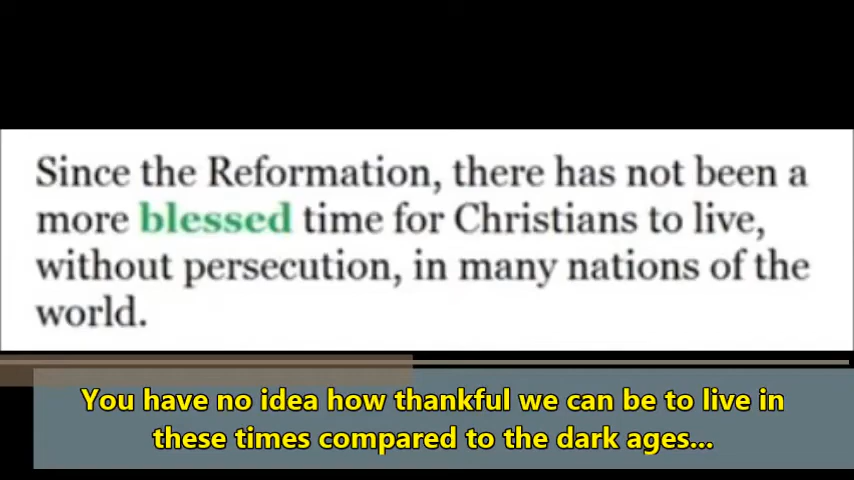 Since the Reformation, there has not been a
more blessed time for Christians to live,
without persecution, in many nations of the
world.
You have no idea how thankful we can be to live in
these times compared to the dark ages...